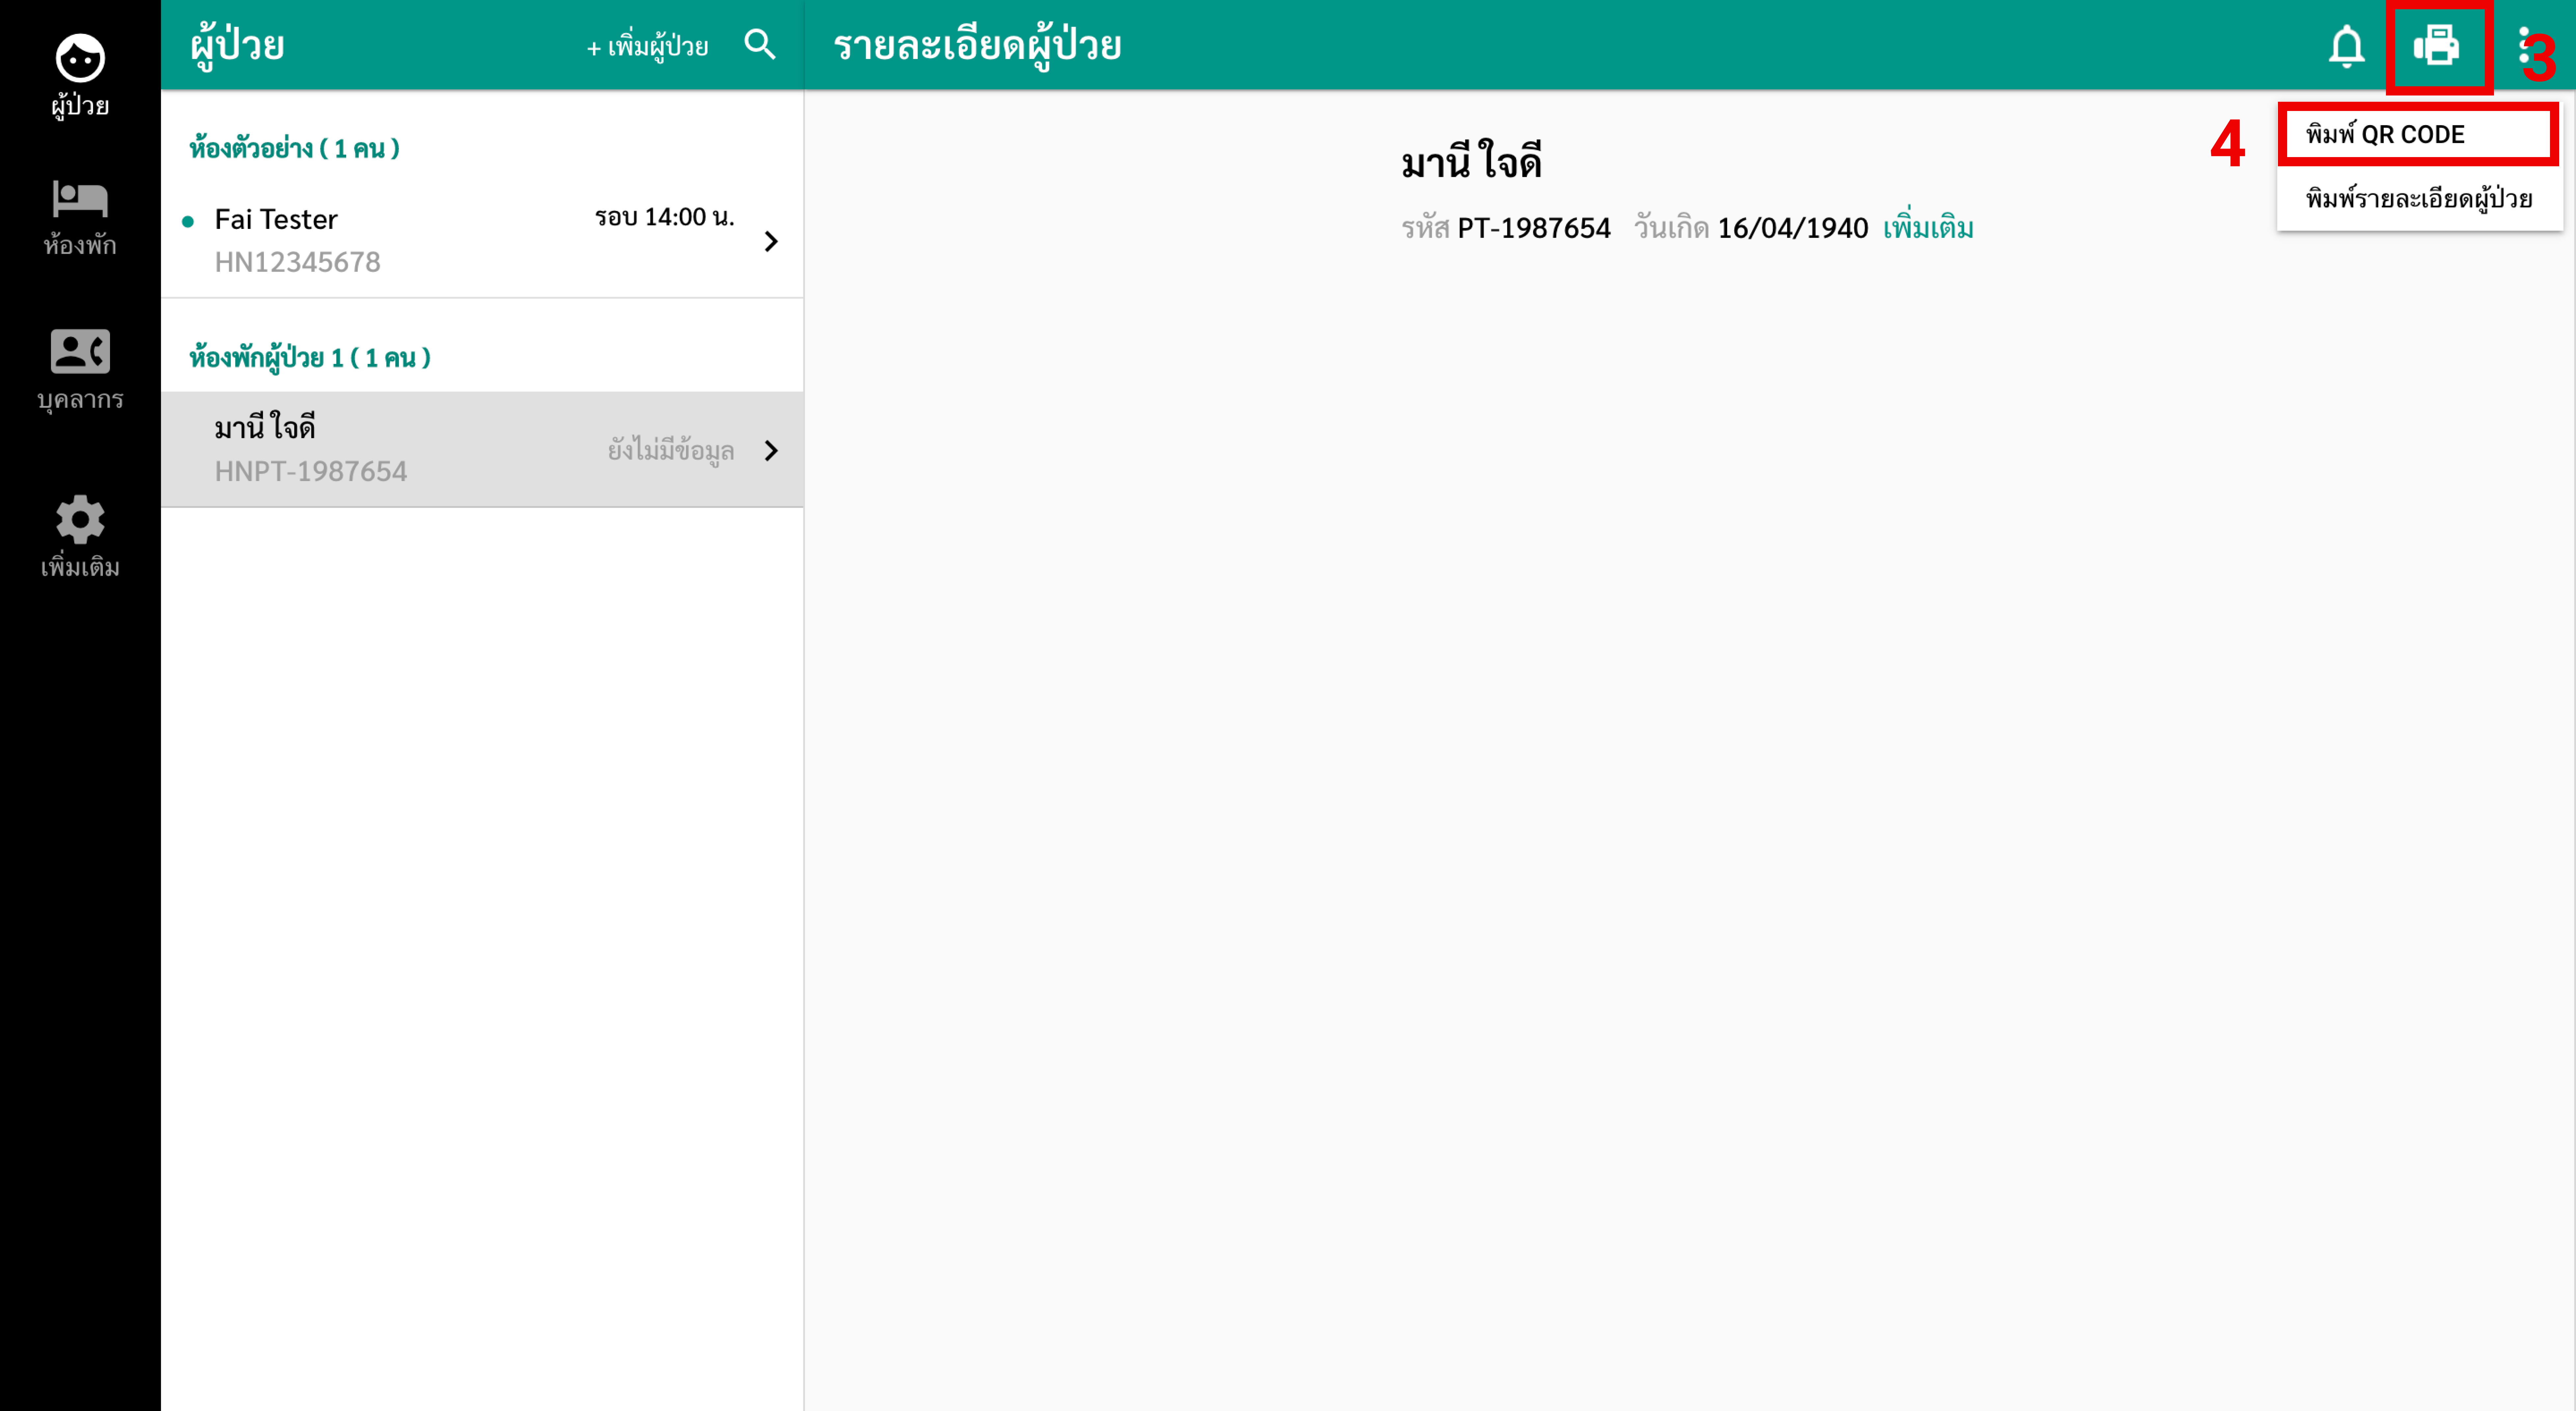 ผู้ป่วย
ห้องพัก
บุคลากร
เพิ่มเติม
ผู้ป่วย
+ เพิ่มผู้ป่วย
ห้องตัวอย่าง ( 1 คน )
Fai Tester
รอบ 14:00 น.
HN12345678
ห้องพักผู้ป่วย 1 ( 1 คน )
มานี ใจดี
ยังไม่มีข้อมูล
HNPT-1987654
รายละเอียดผู้ป่วย
3
4
พิมพ์ QR CODE
พิมพ์รายละเอียดผู้ป่วย
มานี ใจดี
รหัส PT-1987654 วันเกิด 16/04/1940 เพิ่มเติม